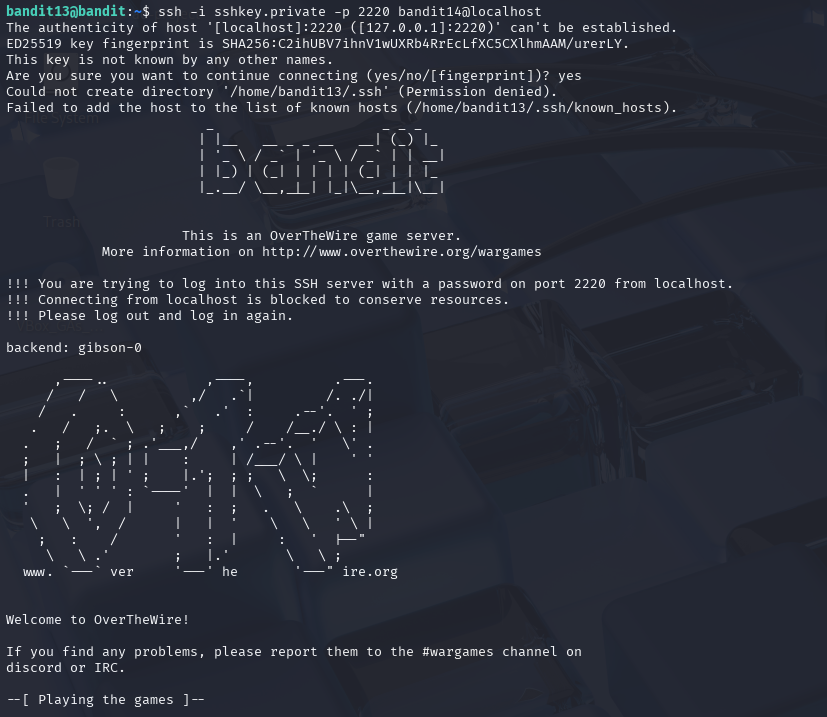 bandit13@bandit:~$ ssh -i sshkey.private -p 2220 bandit14@localhost
The authenticity of host '[localhost]:2220 ([127.0.0.1]:2220)' can't be established.
ED25519 key fingerprint is SHA256:C2ihUBV7ihnV1wUXRb4RrEcLfXC5CXlhmAAM/urerLY.
This key is not known by any other names.
Are you sure you want to continue connecting (yes/no/[fingerprint])? yes
Could not create directory '/home/bandit13/.ssh' (Permission denied).
Failed to add the host to the list of known hosts (/home/bandit13/.ssh/known_hosts).
File System
bandit
Trash
This is an OverTheWire game server.
More information on http://www.overthewire.org/wargames
!!! You are trying to log into this SSH server with a password on port 2220 from localhost.
!!! Connecting from localhost is blocked to conserve resources.
!!! Please log out and log in again.
backend: gibson-0
www. ver he ire.org
Welcome to OverTheWire!
If you find any problems, please report them to the #wargames channel on
discord or IRC.
--[ Playing the games ]--